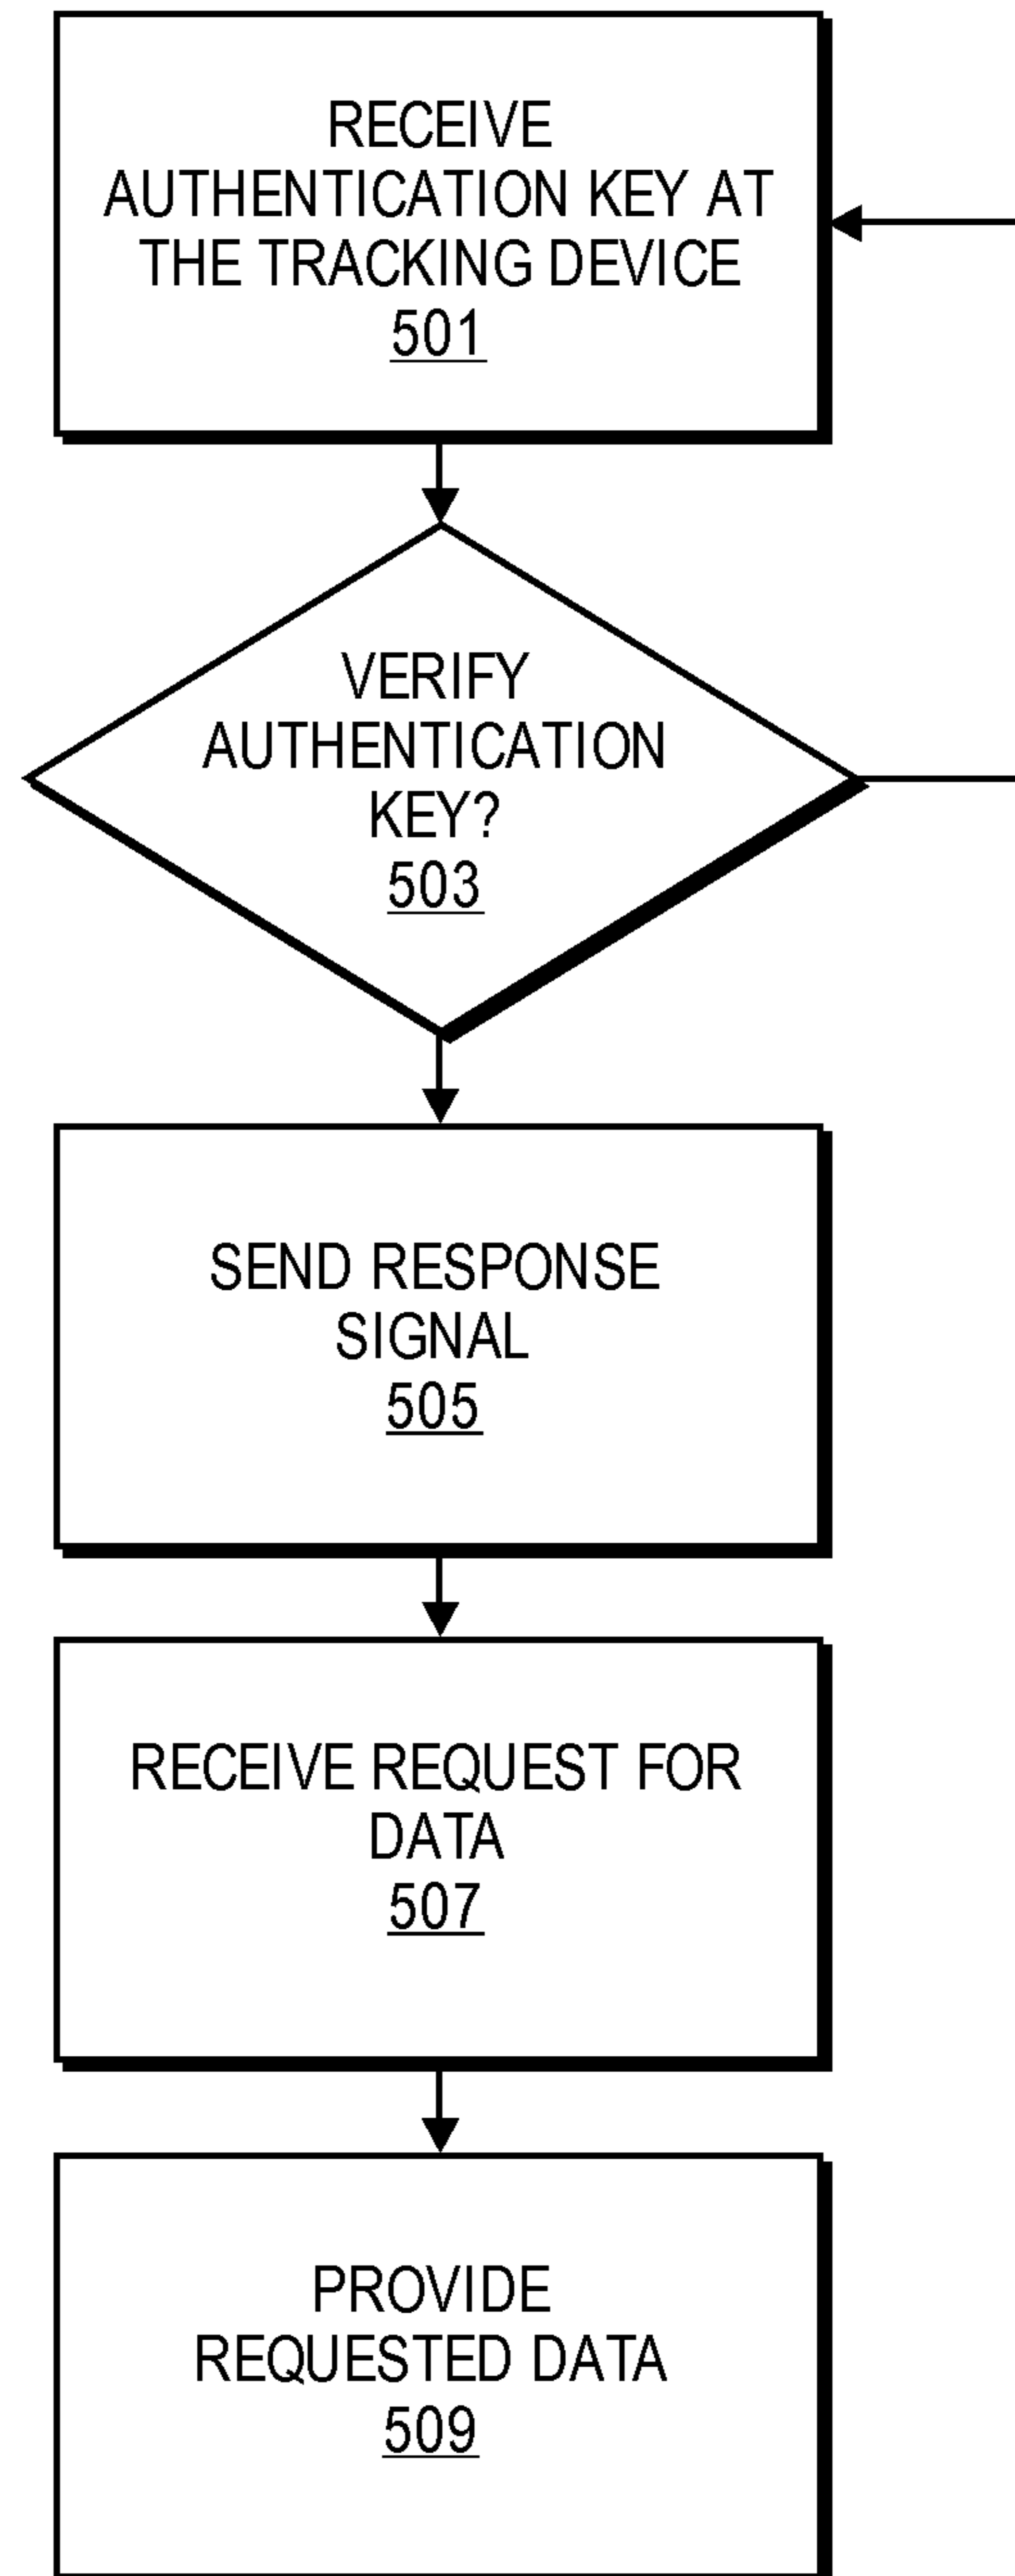 RECEIVE
AUTHENTICATION KEY AT
THE TRACKING DEVICE
501
VERIFY
AUTHENTICATION
KEY?
503
SEND RESPONSE
SIGNAL
505
RECEIVE REQUEST FOR
DATA
507
PROVIDE
REQUESTED DATA
509